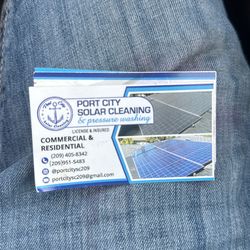 PORT CITY
SOLAR CLEANING
& pressure washing
LICENSE & INSURED
COMMERCIAL &
RESIDENTIAL
(209) 405-8342
(209)951-5483
@portcitysc209
portcitysc209@gmail.com